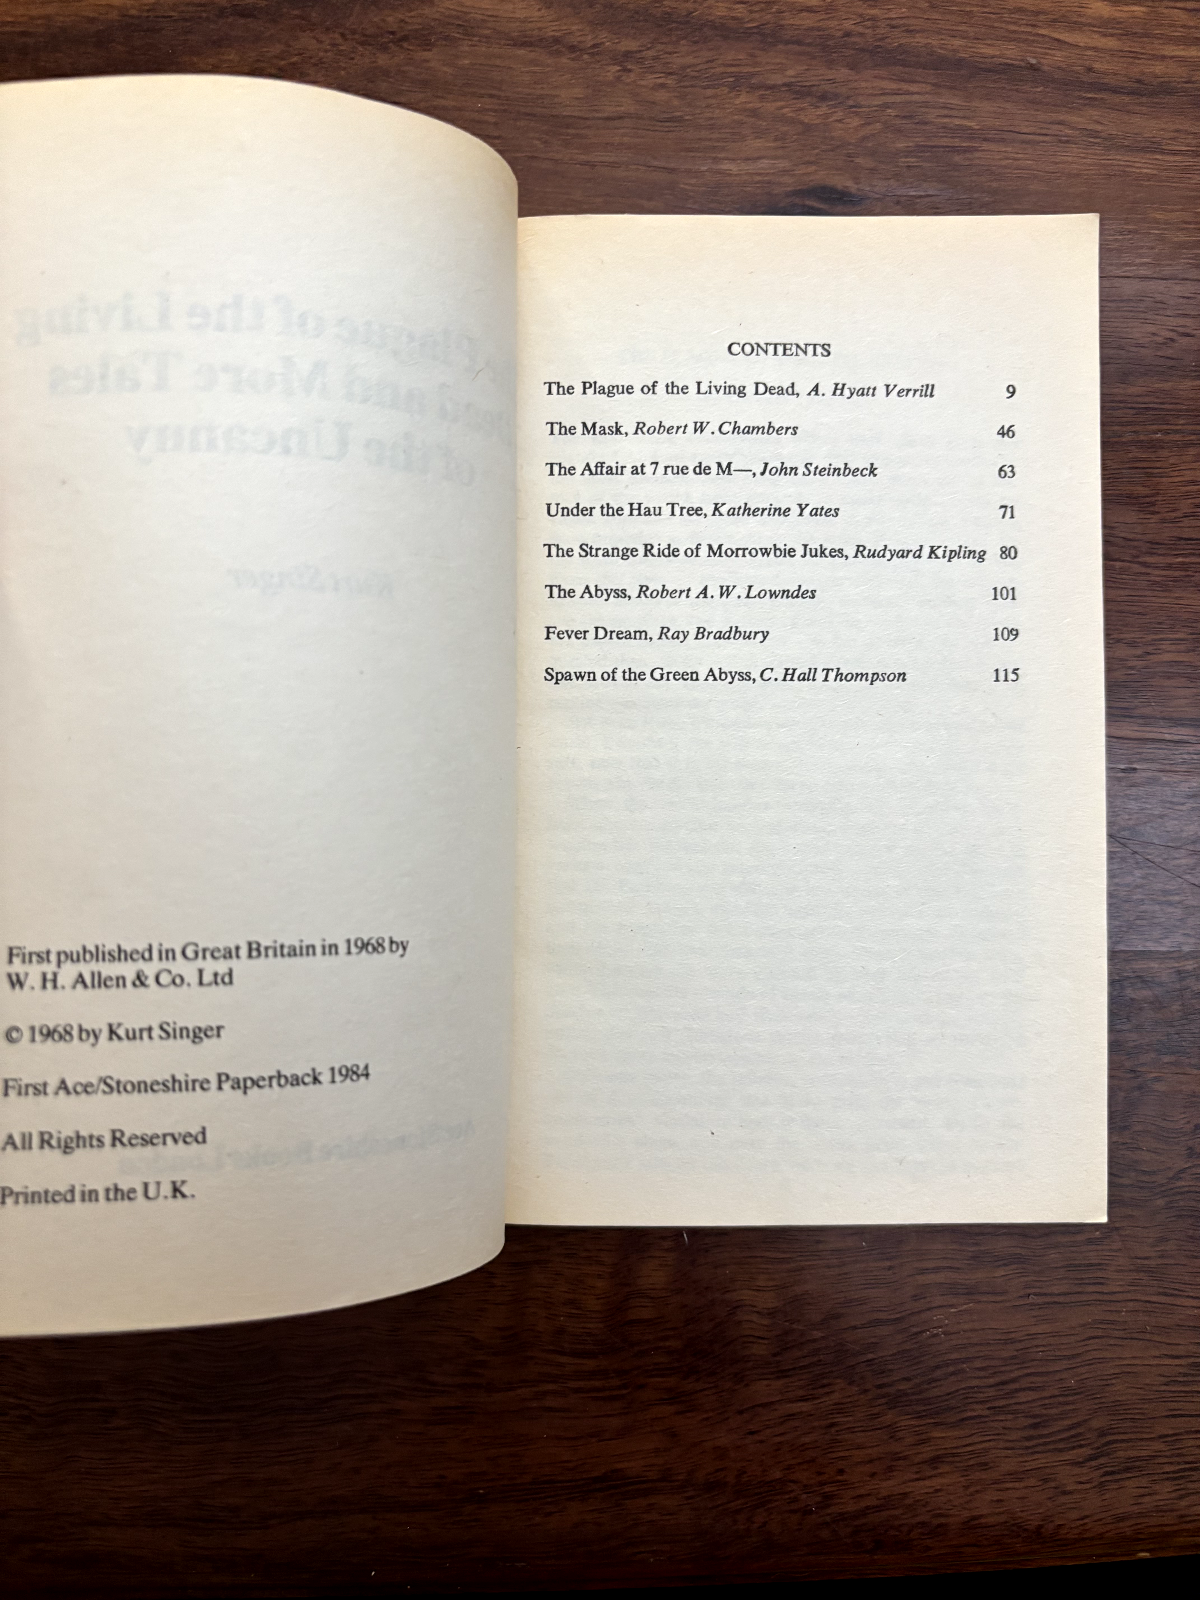 First published in Great Britain in 1968 by
W. H. Allen & Co. Ltd
© 1968 by Kurt Singer
First Ace/Stoneshire Paperback 1984
All Rights Reserved
Printed in the U.K.
CONTENTS
The Plague of the Living Dead, A. Hyatt Verrill 9
The Mask, Robert W. Chambers 46
The Affair at 7 rue de M—, John Steinbeck 63
Under the Hau Tree, Katherine Yates 71
The Strange Ride of Morrowbie Jukes, Rudyard Kipling 80
The Abyss, Robert A. W. Lowndes 101
Fever Dream, Ray Bradbury 109
Spawn of the Green Abyss, C. Hall Thompson 115